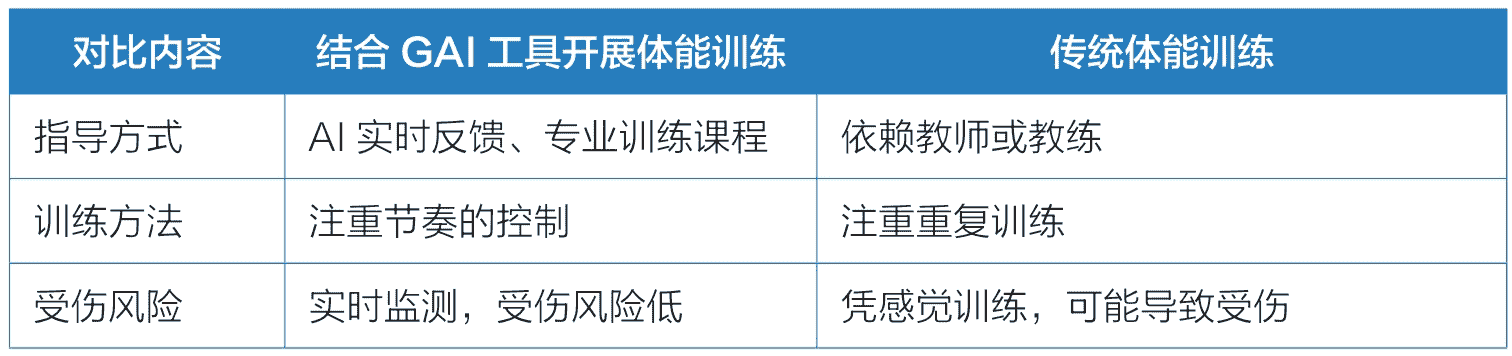 对比内容 结合 GAI 工具开展体能训练 传统体能训练
指导方式 AI 实时反馈、专业训练课程 依赖教师或教练
训练方法 注重节奏的控制 注重重复训练
受伤风险 实时监测，受伤风险低 凭感觉训练，可能导致受伤